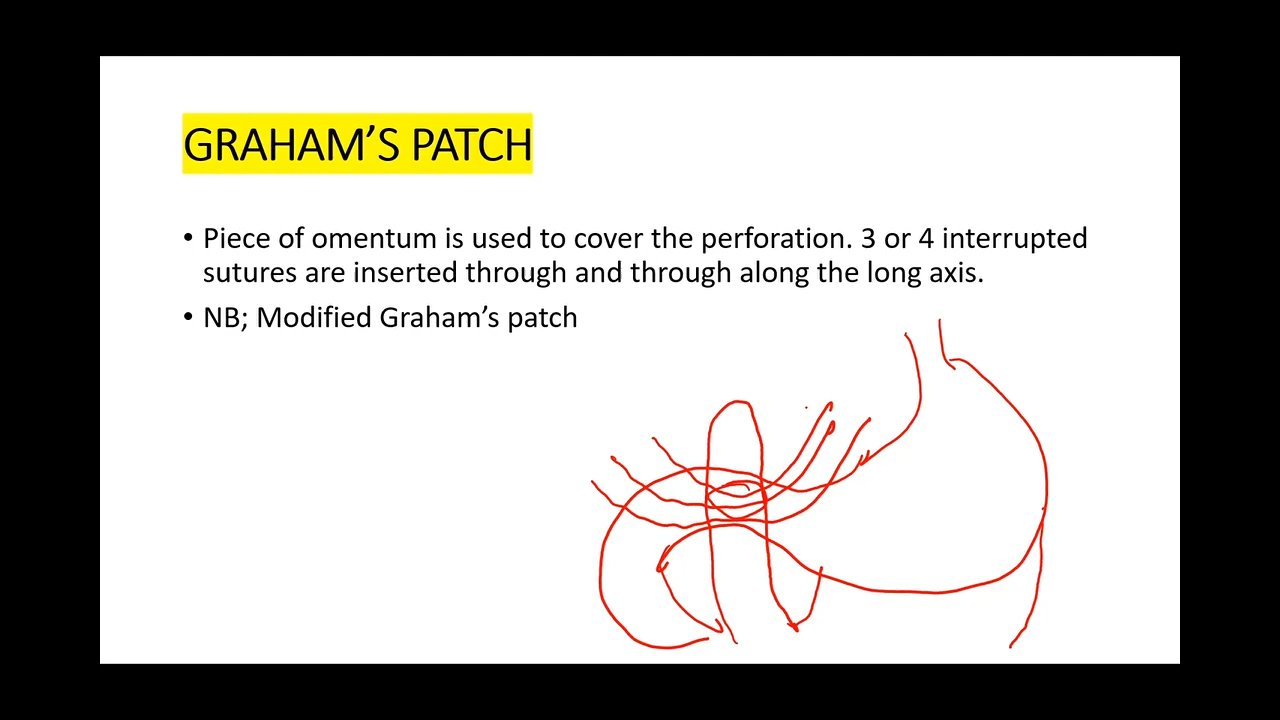 GRAHAM’S PATCH
• Piece of omentum is used to cover the perforation. 3 or 4 interrupted
sutures are inserted through and through along the long axis.
• NB; Modified Graham’s patch